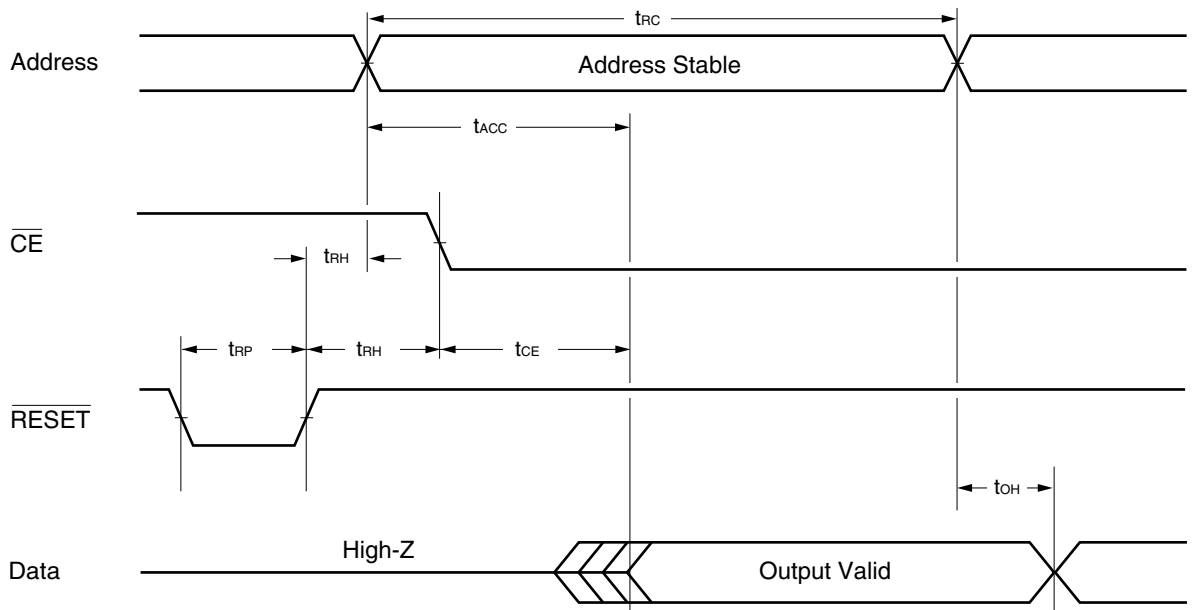 tRC
Address
Address Stable
tACC
CE
tRH
tRP
tRH
tCE
RESET
tOH
High-Z
Data
Output Valid